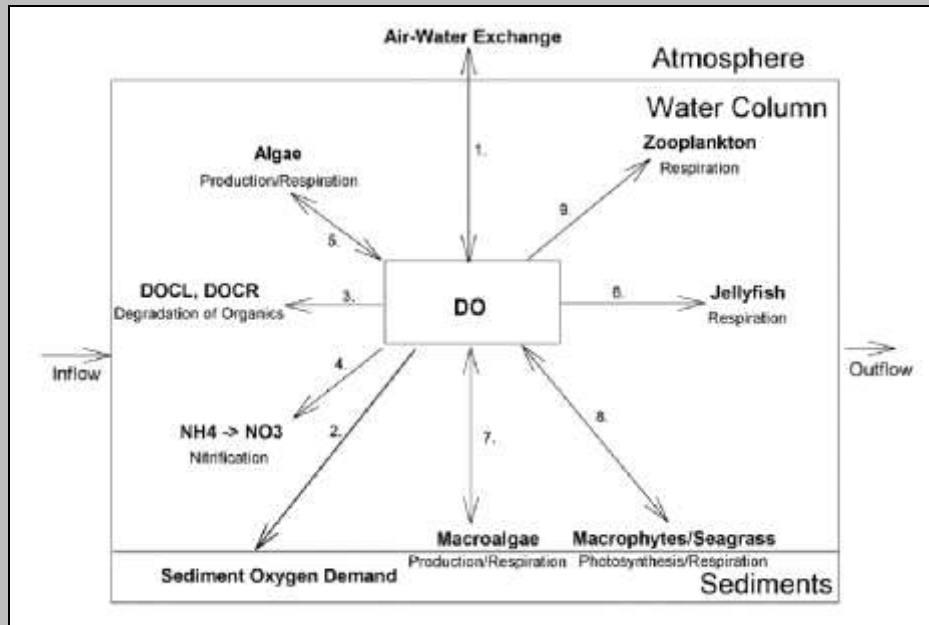 Air-Water Exchange
Atmosphere
Water Column
1.
Algae
Production/Respiration
Zooplankton
Respiration
5.
9.
DO
DOCL, DOCR
Degradation of Organics
3.
6.
Jellyfish
Respiration
Inflow
Outflow
4.
NH4 -> NO3
Nitrification
2.
7.
8.
Macroalgae
Production/Respiration
Macrophytes/Seagrass
Photosynthesis/Respiration
Sediment Oxygen Demand
Sediments